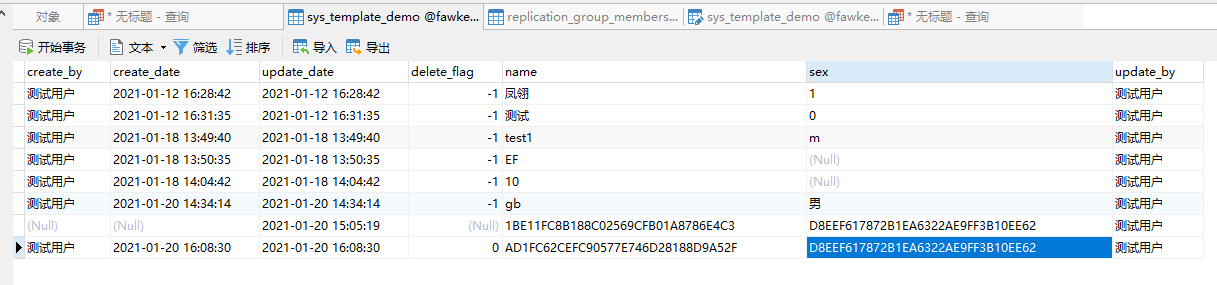 对象 * 无标题 - 查询 sys_template_demo @fawke... replication_group_members... sys_template_demo @fawke... * 无标题 - 查询
开始事务 文本 筛选 排序 导入 导出
create_by create_date update_date delete_flag name sex update_by
测试用户 2021-01-12 16:28:42 2021-01-12 16:28:42 -1 凤翎 1 测试用户
测试用户 2021-01-12 16:31:35 2021-01-12 16:31:35 -1 测试 0 测试用户
测试用户 2021-01-18 13:49:40 2021-01-18 13:49:40 -1 test1 m 测试用户
测试用户 2021-01-18 13:50:35 2021-01-18 13:50:35 -1 EF (Null) 测试用户
测试用户 2021-01-18 14:04:42 2021-01-18 14:04:42 -1 10 (Null) 测试用户
测试用户 2021-01-20 14:34:14 2021-01-20 14:34:14 -1 gb 男 测试用户
(Null) (Null) 2021-01-20 15:05:19 (Null) 1BE11FC8B188C02569CFB01A8786E4C3 D8EEF617872B1EA6322AE9FF3B10EE62 测试用户
测试用户 2021-01-20 16:08:30 2021-01-20 16:08:30 0 AD1FC62CEFC90577E746D28188D9A52F D8EEF617872B1EA6322AE9FF3B10EE62 测试用户